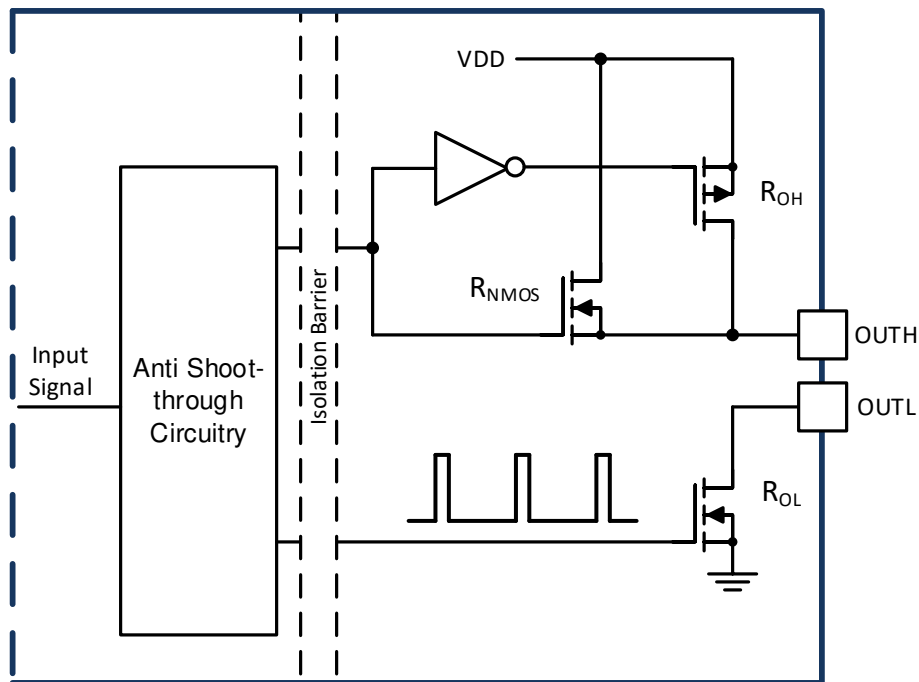 VDD
R_OH
R_NMOS
Isolation Barrier
Input
Signal
Anti Shoot-
through
Circuitry
OUTH
OUTL
R_OL